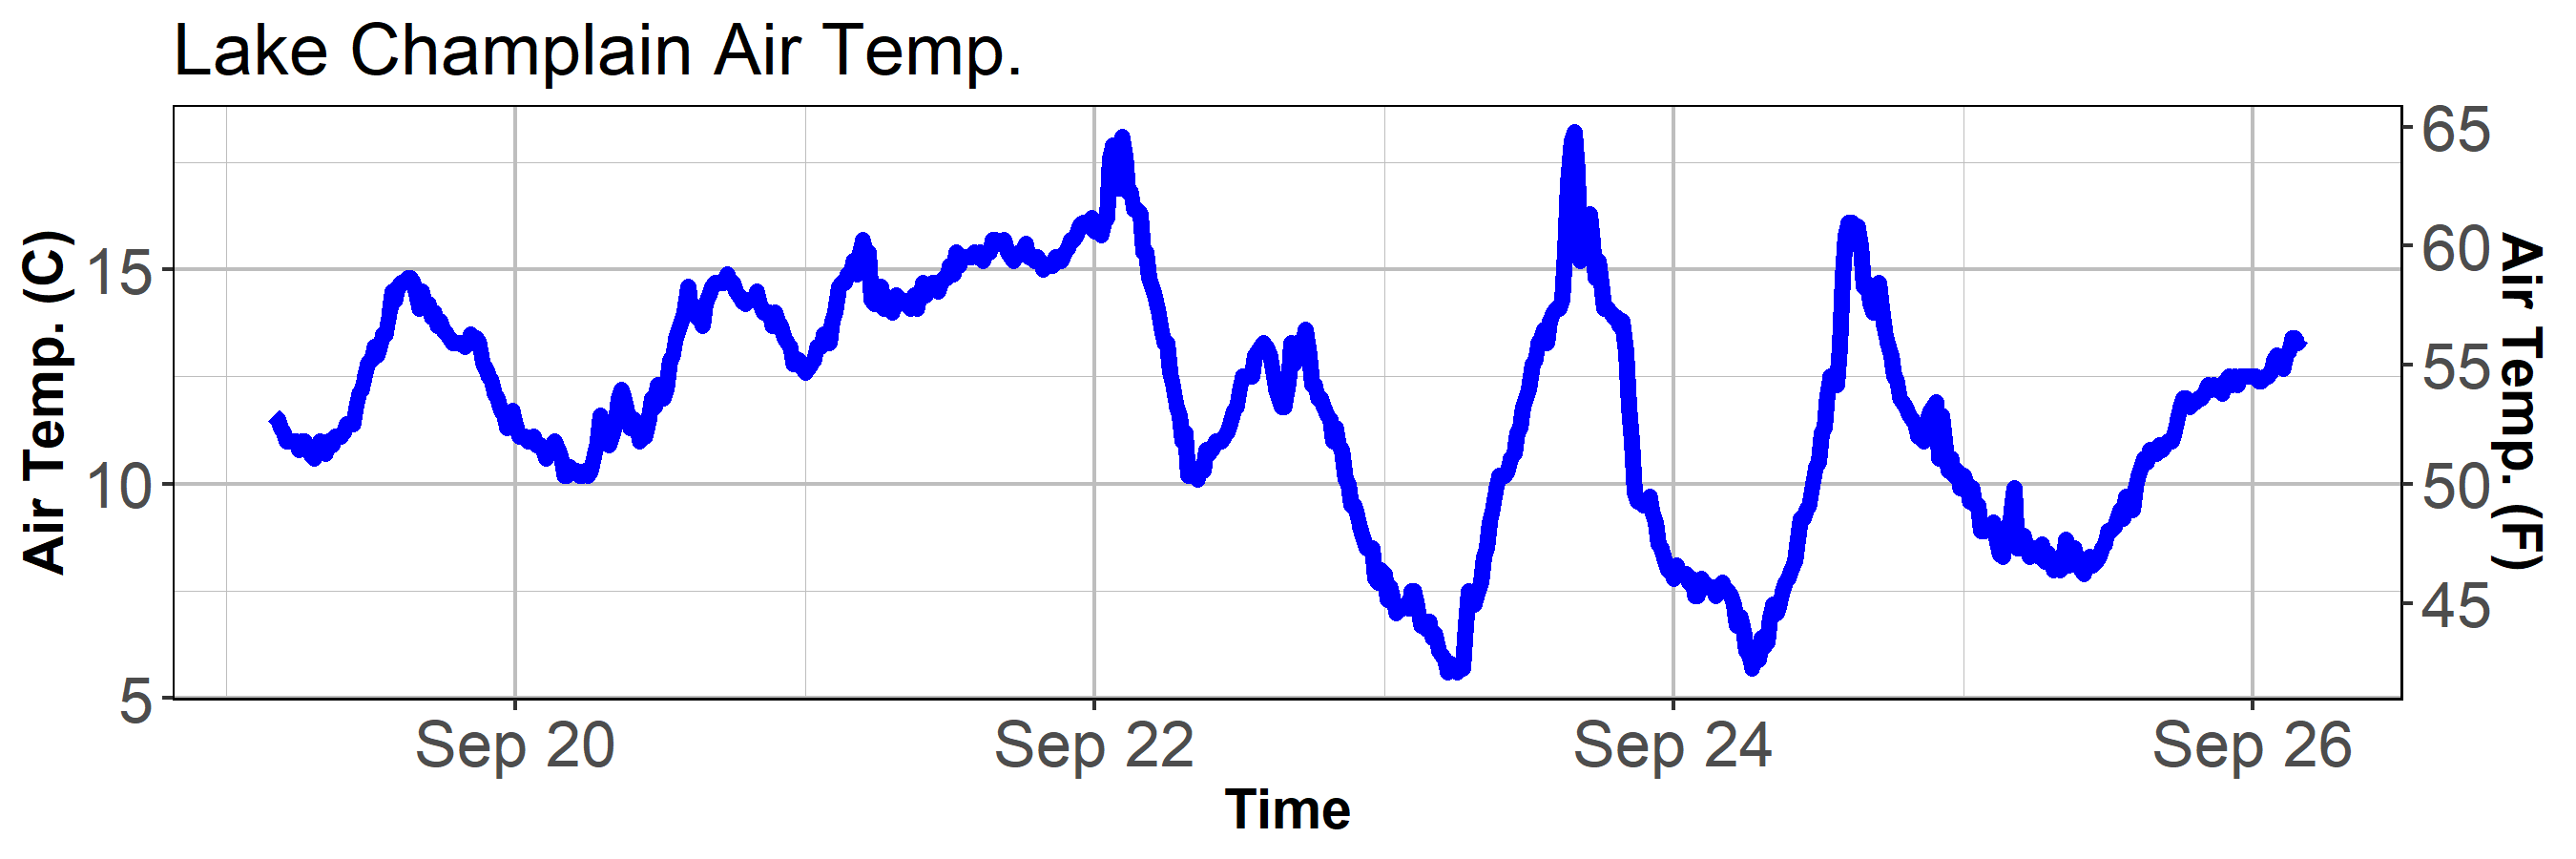 Lake Champlain Air Temp.
Air Temp. (C)
15
10
5
65
60
55
50
45
Air Temp. (F)
Sep 20 Sep 22 Sep 24 Sep 26
Time